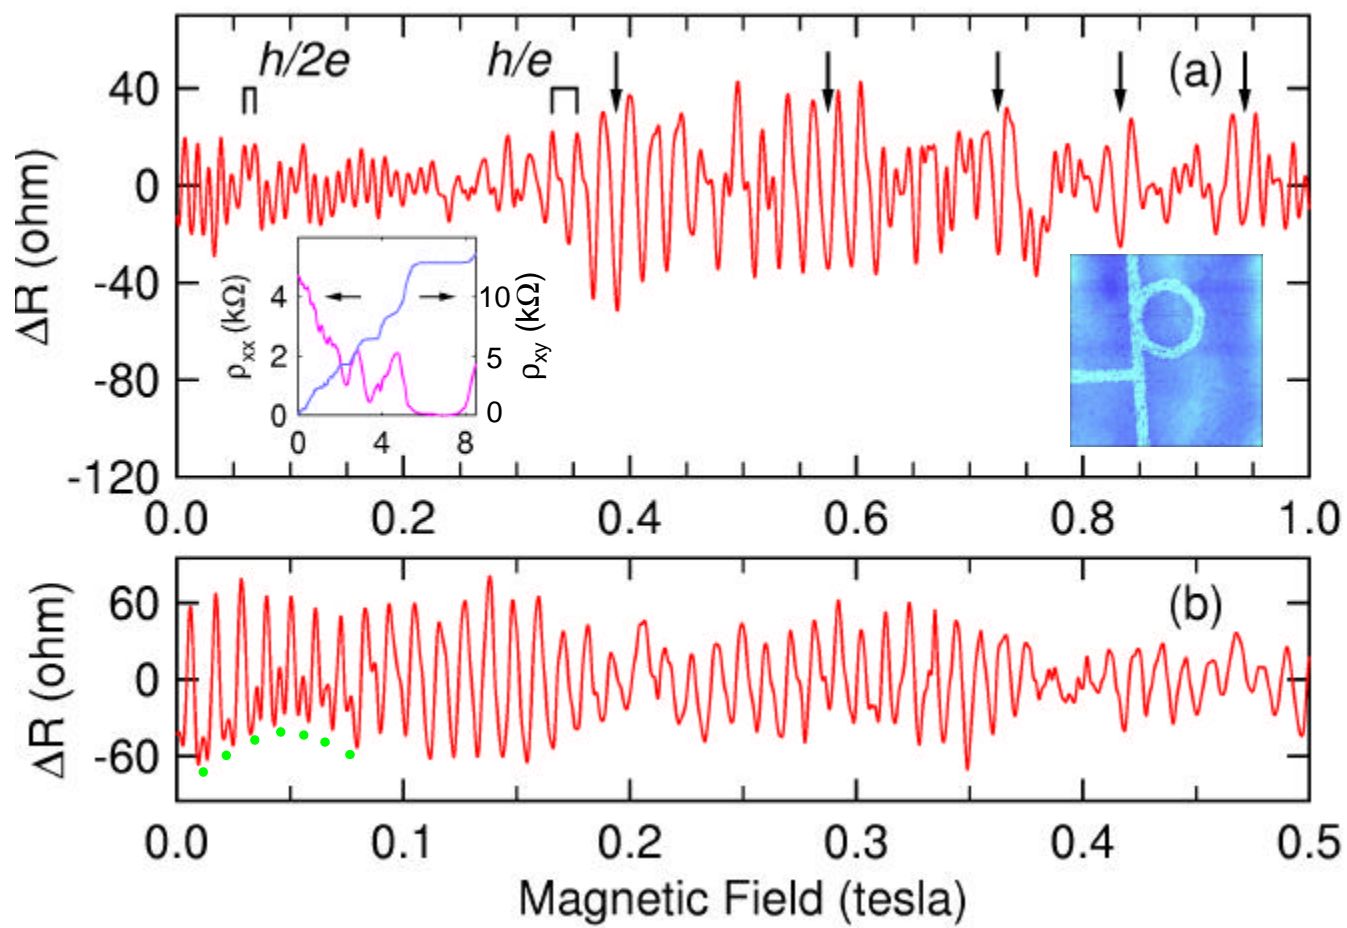 h/2e h/e (a)
ΔR (ohm)
40
0
-40
-80
-120
0.0 0.2 0.4 0.6 0.8 1.0
ρxx (kΩ)
4
2
0
10
5
0
ρxy (kΩ)
0 4 8
ΔR (ohm)
(b)
60
0
-60
0.0 0.1 0.2 0.3 0.4 0.5
Magnetic Field (tesla)